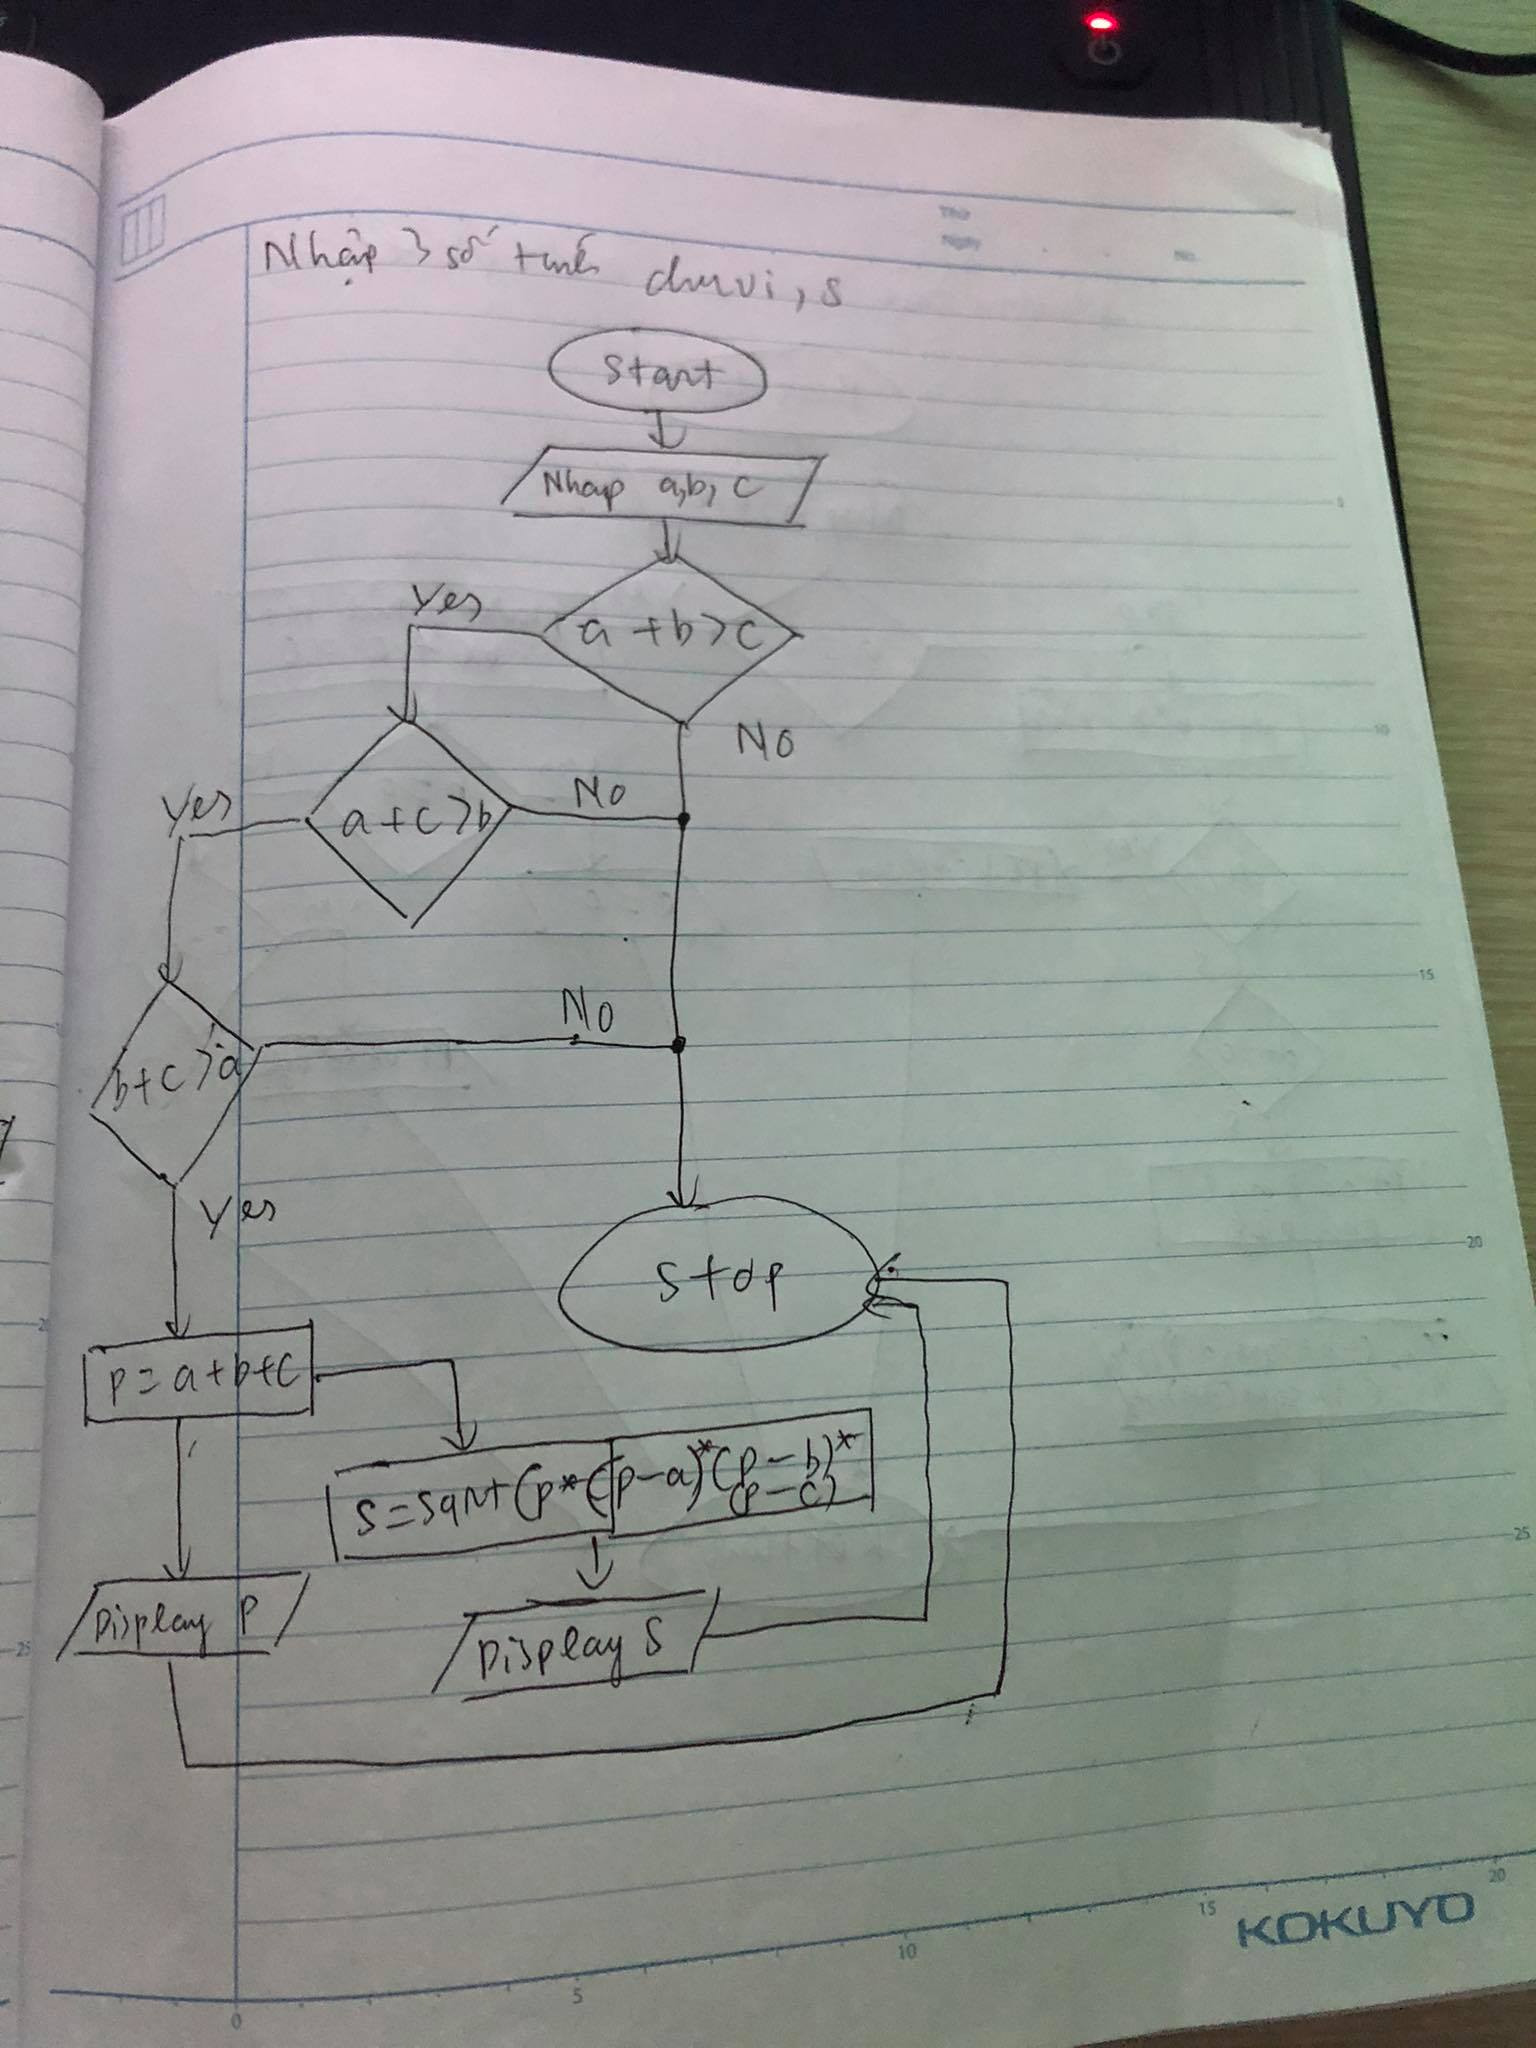 Thứ
Ngày
No.
Nhập 3 số tính chu vi, S
Start
Nhap a,b, c
a + b > c
Yes
No
a + c > b
Yes
No
b + c > a
No
Yes
Stop
P = a + b + c
S = sqrt (p * (p - a) * (p - b) *
(p - c)
Display P
Display S
5
10
15
20
25
25
KOKUYO
0
5
10
15
20